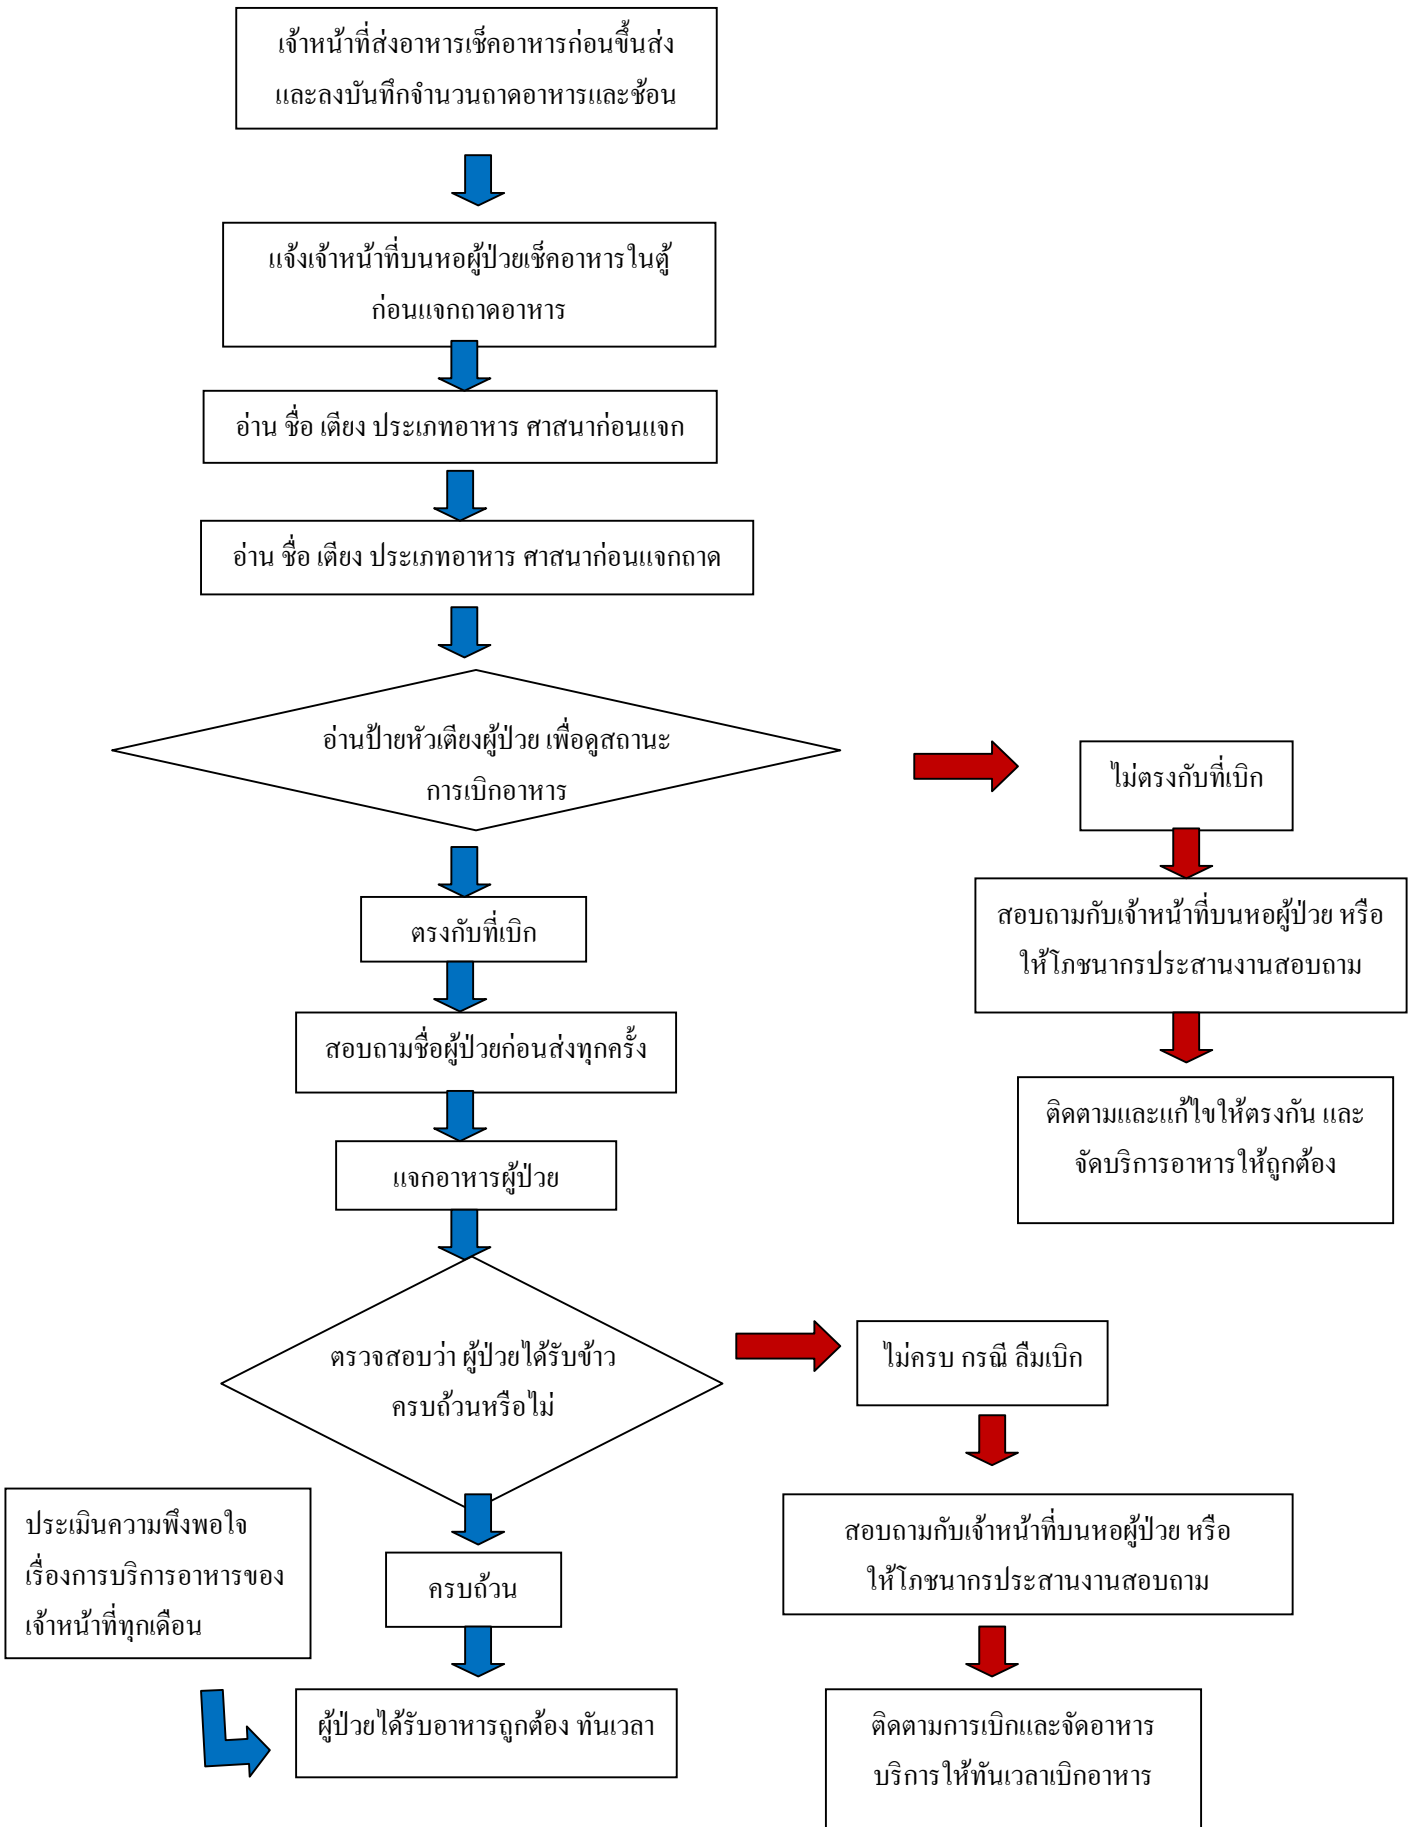 เจ้าหน้าที่ส่งอาหารเช็คอาหารก่อนขึ้นส่ง
และลงบันทึกจำนวนถาดอาหารและช้อน
แจ้งเจ้าหน้าที่บนหอผู้ป่วยเช็คอาหารในตู้
ก่อนแจกถาดอาหาร
อ่าน ชื่อ เตียง ประเภทอาหาร ศาสนาก่อนแจก
อ่าน ชื่อ เตียง ประเภทอาหาร ศาสนาก่อนแจกถาด
อ่านป้ายหัวเตียงผู้ป่วย เพื่อดูสถานะ
การเบิกอาหาร
ไม่ตรงกับที่เบิก
สอบถามกับเจ้าหน้าที่บนหอผู้ป่วย หรือ
ให้โภชนากรประสานงานสอบถาม
ติดตามและแก้ไขให้ตรงกัน และ
จัดบริการอาหารให้ถูกต้อง
ตรงกับที่เบิก
สอบถามชื่อผู้ป่วยก่อนส่งทุกครั้ง
แจกอาหารผู้ป่วย
ตรวจสอบว่า ผู้ป่วยได้รับข้าว
ครบถ้วนหรือไม่
ไม่ครบ กรณี ลืมเบิก
สอบถามกับเจ้าหน้าที่บนหอผู้ป่วย หรือ
ให้โภชนากรประสานงานสอบถาม
ติดตามการเบิกและจัดอาหาร
บริการให้ทันเวลาเบิกอาหาร
ครบถ้วน
ประเมินความพึงพอใจ
เรื่องการบริการอาหารของ
เจ้าหน้าที่ทุกเดือน
ผู้ป่วยได้รับอาหารถูกต้อง ทันเวลา